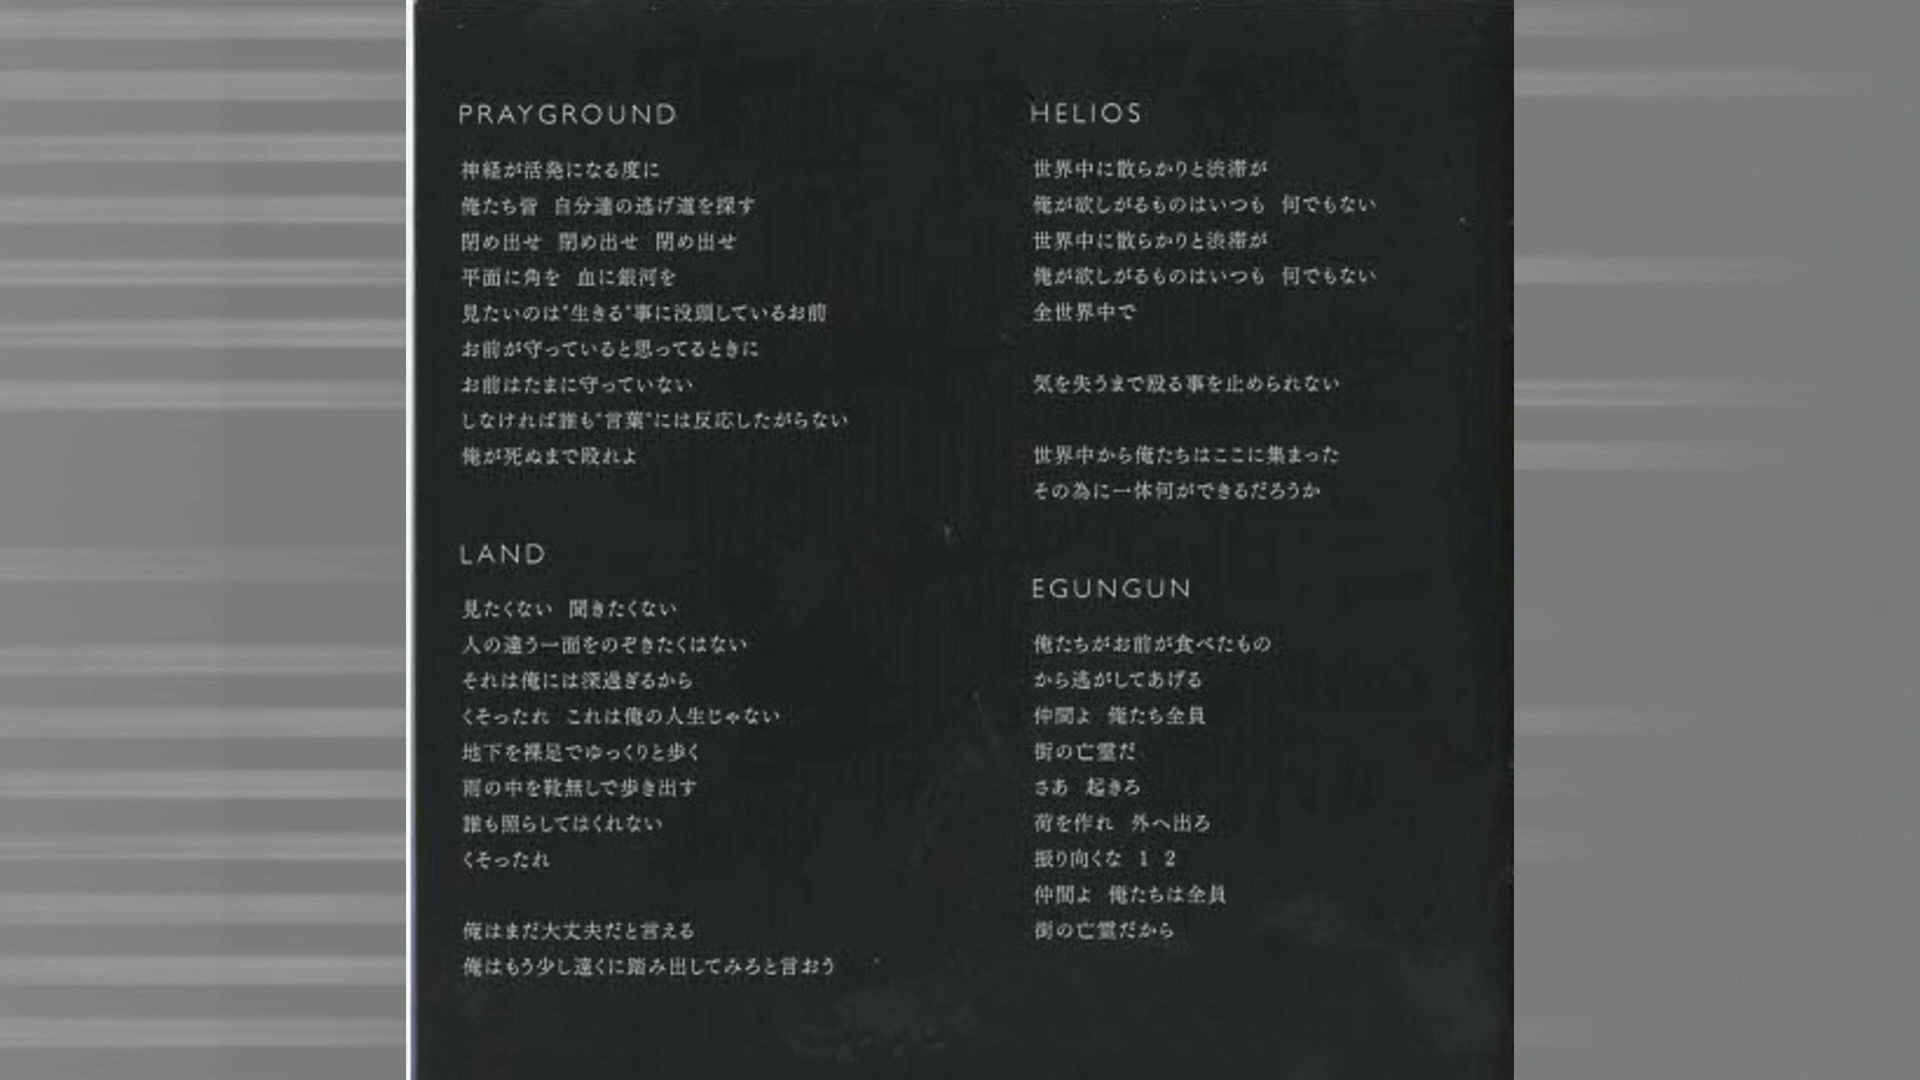 PRAYGROUND
神経が活発になる度に
俺たち皆 自分達の逃げ道を探す
閉め出せ 閉め出せ 閉め出せ
平面に角を 血に銀河を
見たいのは"生きる"事に没頭しているお前
お前が守っていると思ってるときに
お前はたまに守っていない
しなければ誰も"言葉"には反応したがらない
俺が死ぬまで殴れよ
LAND
見たくない 聞きたくない
人の違う一面をのぞきたくはない
それは俺には深過ぎるから
くそったれ これは俺の人生じゃない
地下を裸足でゆっくりと歩く
雨の中を靴無しで歩き出す
誰も照らしてはくれない
くそったれ
俺はまだ大丈夫だと言える
俺はもう少し遠くに踏み出してみろと言おう
HELIOS
世界中に散らかりと渋滞が
俺が欲しがるものはいつも 何でもない
世界中に散らかりと渋滞が
俺が欲しがるものはいつも 何でもない
全世界中で
気を失うまで殴る事を止められない
世界中から俺たちはここに集まった
その為に一体何ができるだろうか
EGUNGUN
俺たちがお前が食べたもの
から逃がしてあげる
仲間よ 俺たち全員
街の亡霊だ
さあ 起きろ
荷を作れ 外へ出ろ
振り向くな 1 2
仲間よ 俺たちは全員
街の亡霊だから